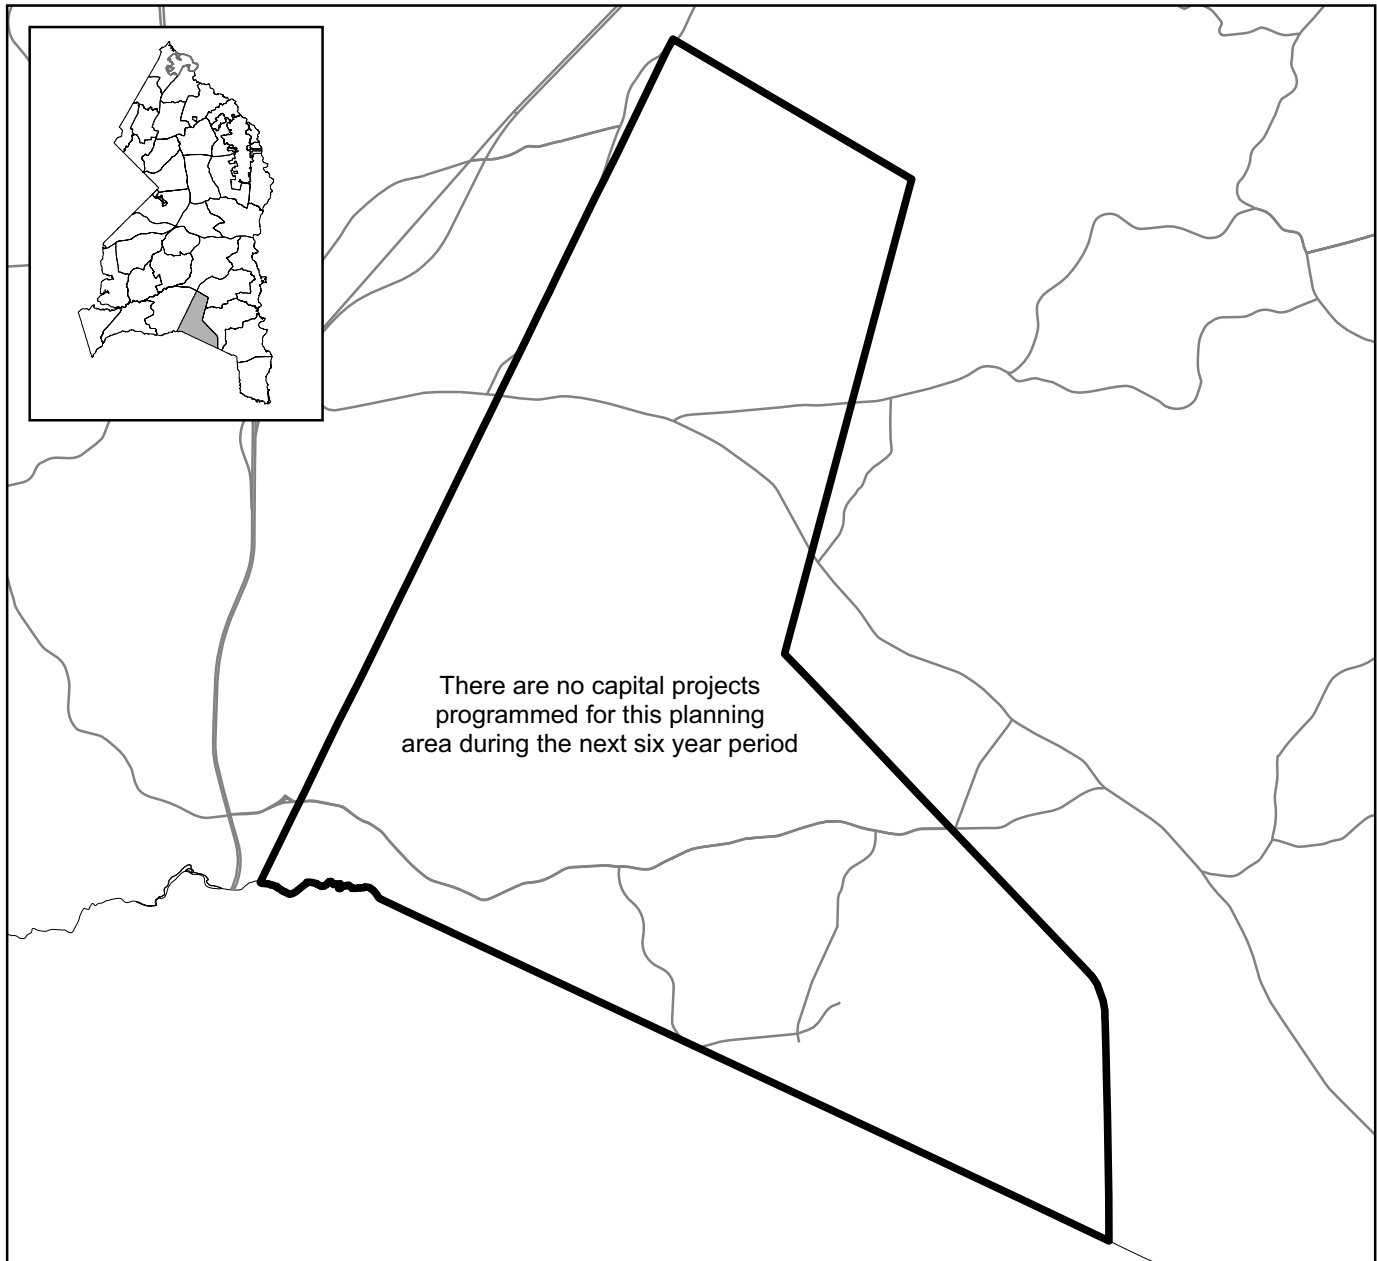 There are no capital projects
programmed for this planning
area during the next six year period